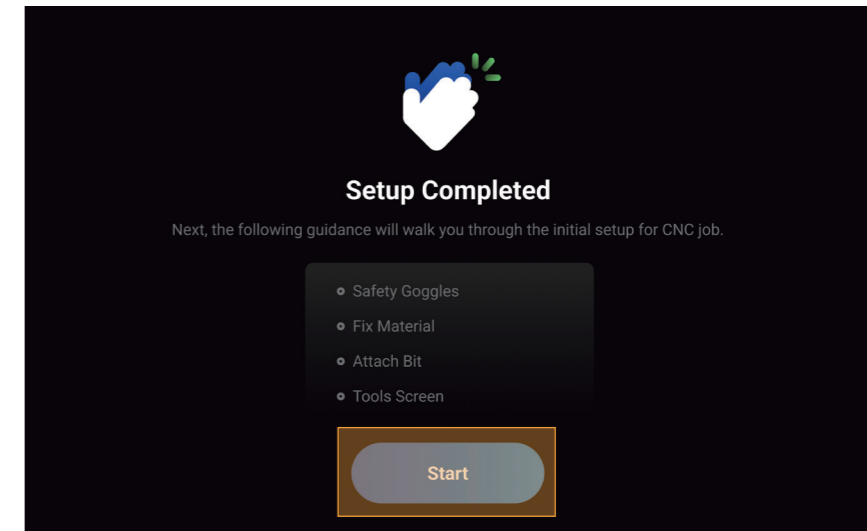 Setup Completed
Next, the following guidance will walk you through the initial setup for CNC job.
Safety Goggles
Fix Material
Attach Bit
Tools Screen
Start